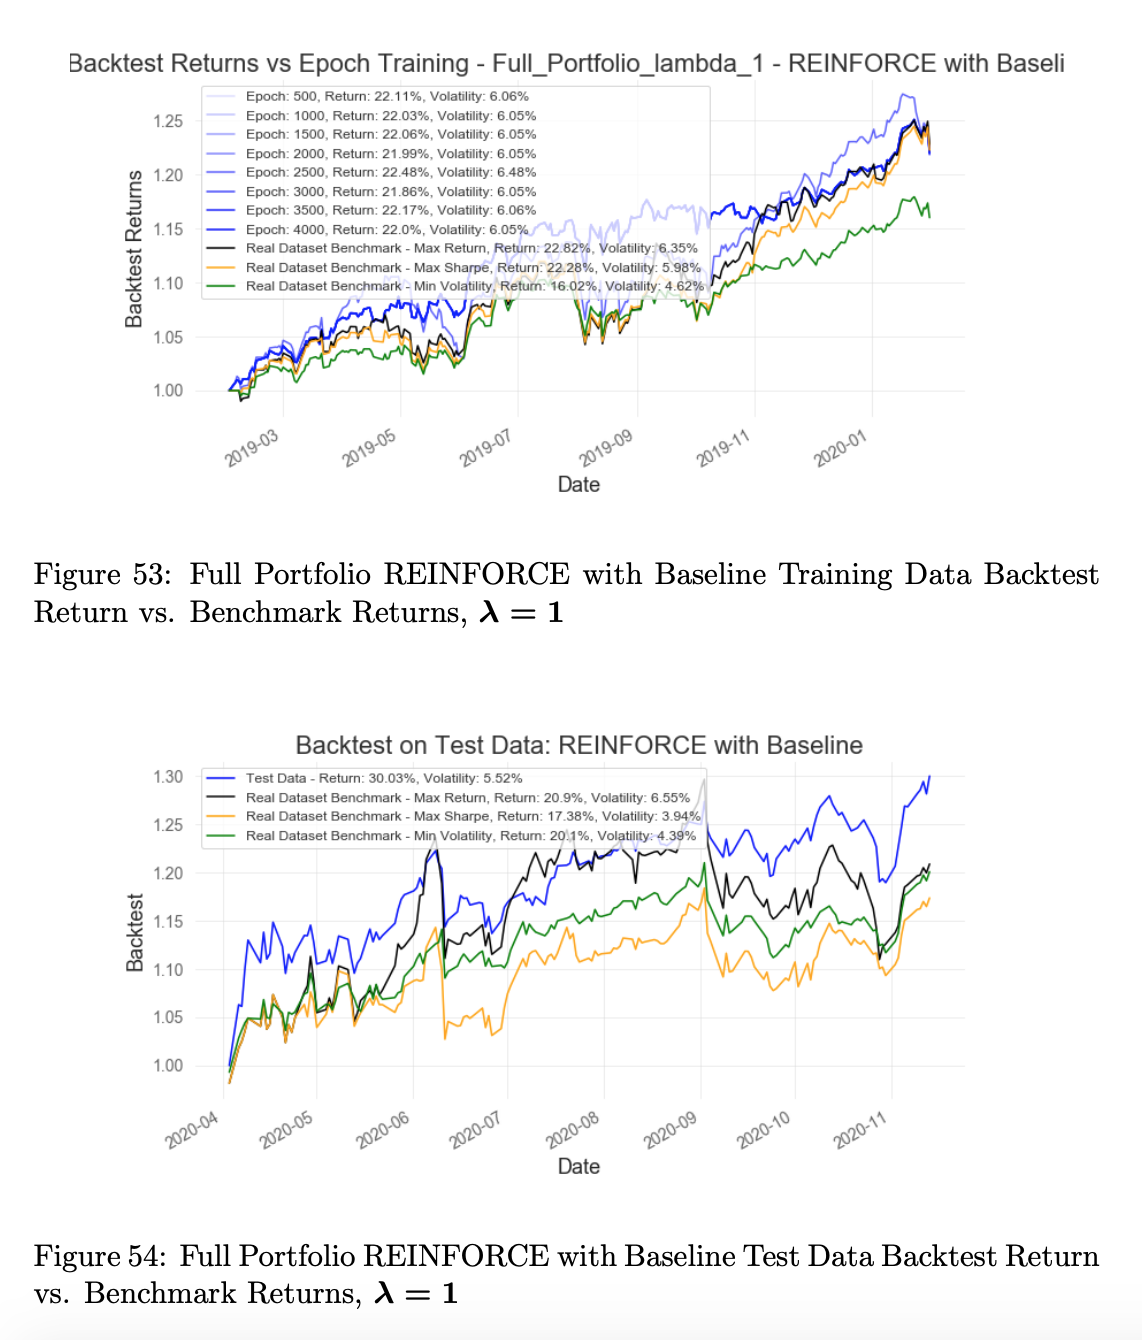 Backtest Returns vs Epoch Training - Full_Portfolio_lambda_1 - REINFORCE with Baseli
Epoch: 500, Return: 22.11%, Volatility: 6.06%
Epoch: 1000, Return: 22.03%, Volatility: 6.05%
Epoch: 1500, Return: 22.06%, Volatility: 6.05%
Epoch: 2000, Return: 21.99%, Volatility: 6.05%
Epoch: 2500, Return: 22.48%, Volatility: 6.48%
Epoch: 3000, Return: 21.86%, Volatility: 6.05%
Epoch: 3500, Return: 22.17%, Volatility: 6.06%
Epoch: 4000, Return: 22.0%, Volatility: 6.05%
Real Dataset Benchmark - Max Return, Return: 22.82%, Volatility: 6.35%
Real Dataset Benchmark - Max Sharpe, Return: 22.28%, Volatility: 5.98%
Real Dataset Benchmark - Min Volatility, Return: 16.02%, Volatility: 4.62%
Backtest Returns
1.25
1.20
1.15
1.10
1.05
1.00
2019-03
2019-05
2019-07
2019-09
2019-11
2020-01
Date
Figure 53: Full Portfolio REINFORCE with Baseline Training Data Backtest
Return vs. Benchmark Returns, λ = 1
Backtest on Test Data: REINFORCE with Baseline
Test Data - Return: 30.03%, Volatility: 5.52%
Real Dataset Benchmark - Max Return, Return: 20.9%, Volatility: 6.55%
Real Dataset Benchmark - Max Sharpe, Return: 17.38%, Volatility: 3.94%
Real Dataset Benchmark - Min Volatility, Return: 20.1%, Volatility: 4.39%
Backtest
1.30
1.25
1.20
1.15
1.10
1.05
1.00
2020-04
2020-05
2020-06
2020-07
2020-08
2020-09
2020-10
2020-11
Date
Figure 54: Full Portfolio REINFORCE with Baseline Test Data Backtest Return
vs. Benchmark Returns, λ = 1